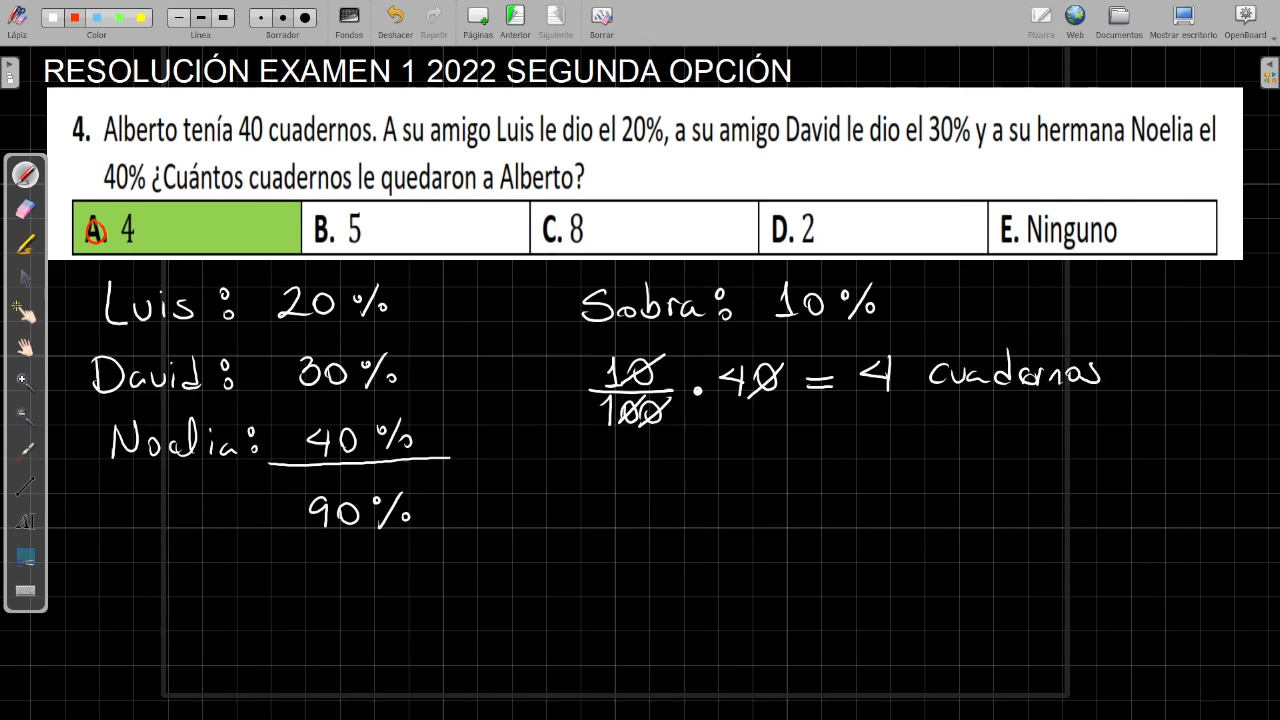 Lápiz Color Línea Borrador Fondos Deshacer Repetir Páginas Anterior Siguiente Borrar Pizarra Web Documentos Mostrar escritorio OpenBoard
RESOLUCIÓN EXAMEN 1 2022 SEGUNDA OPCIÓN
4. Alberto tenía 40 cuadernos. A su amigo Luis le dio el 20%, a su amigo David le dio el 30% y a su hermana Noelia el
40% ¿Cuántos cuadernos le quedaron a Alberto?
A. 4 B. 5 C. 8 D. 2 E. Ninguno
Luis: 20%
David: 30%
Noelia: 40%
90%
Sobra: 10%
10/100 · 40 = 4 cuadernos